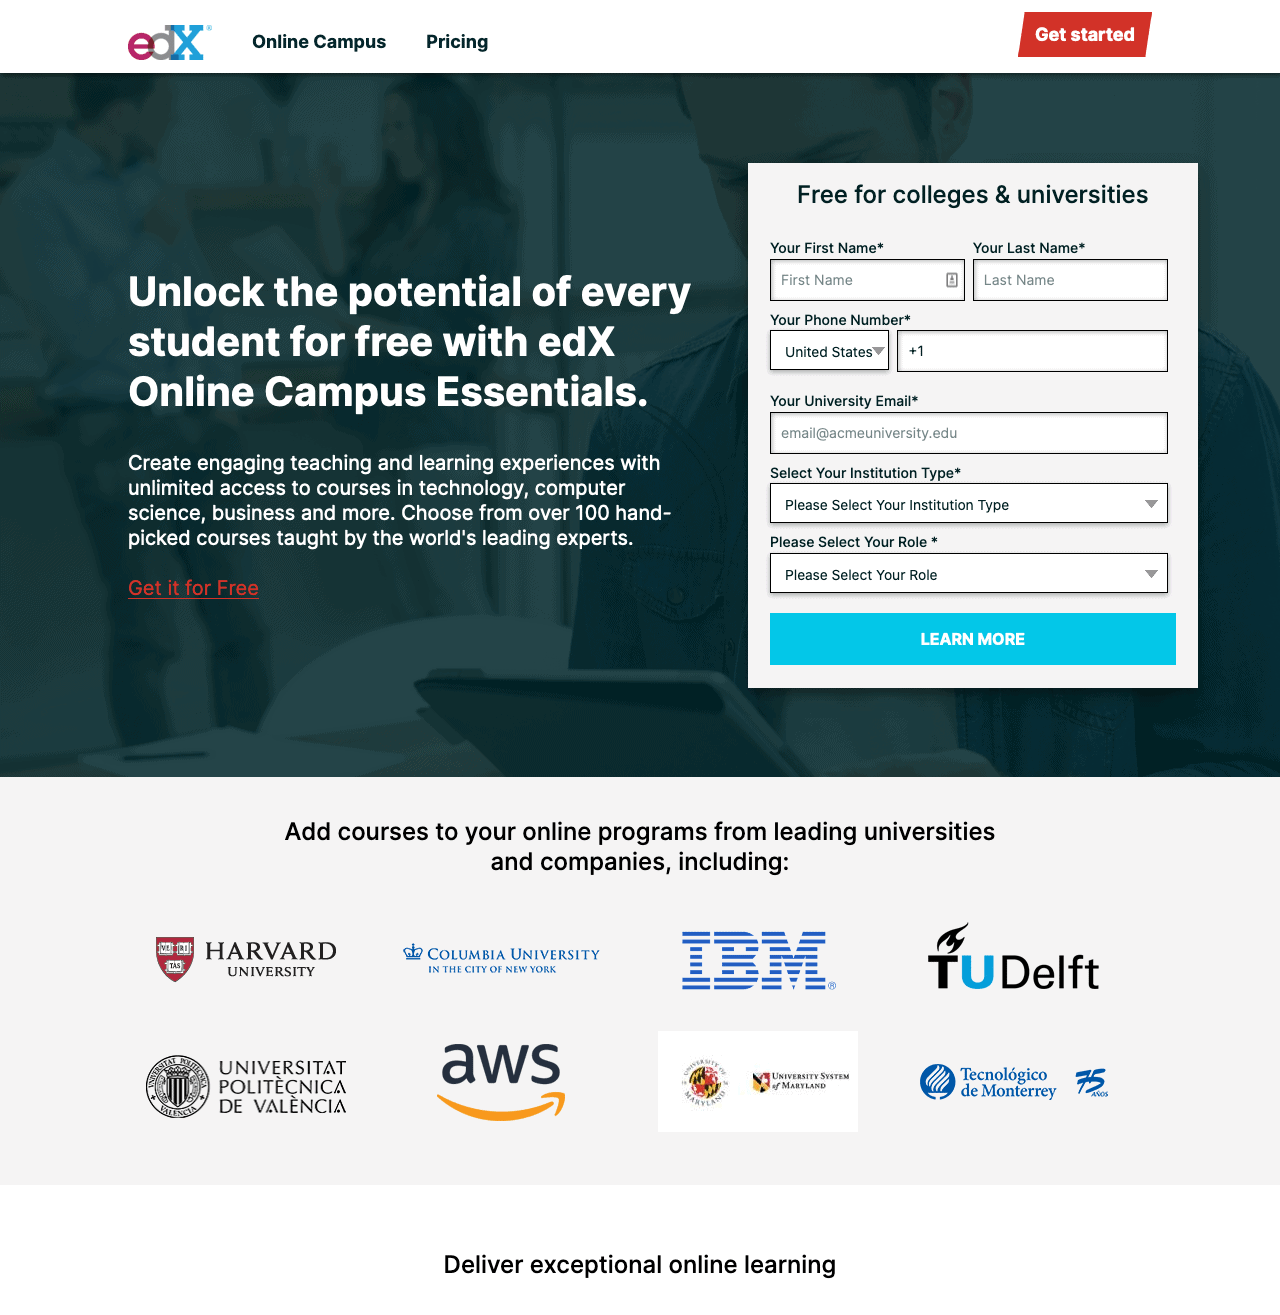 edX®
Online Campus
Pricing
Get started
Unlock the potential of every
student for free with edX
Online Campus Essentials.
Create engaging teaching and learning experiences with
unlimited access to courses in technology, computer
science, business and more. Choose from over 100 hand-
picked courses taught by the world's leading experts.
Get it for Free
Free for colleges & universities
Your First Name*
Your Last Name*
First Name
Last Name
Your Phone Number*
United States
+1
Your University Email*
email@acmeuniversity.edu
Select Your Institution Type*
Please Select Your Institution Type
Please Select Your Role *
Please Select Your Role
LEARN MORE
Add courses to your online programs from leading universities
and companies, including:
VE RI TAS
HARVARD
UNIVERSITY
COLUMBIA UNIVERSITY
IN THE CITY OF NEW YORK
IBM®
TUDelft
UNIVERSITAT
POLITÈCNICA
DE VALÈNCIA
aws
UNIVERSITY OF
MARYLAND
UNIVERSITY SYSTEM
of MARYLAND
Tecnológico
de Monterrey
75
AÑOS
Deliver exceptional online learning